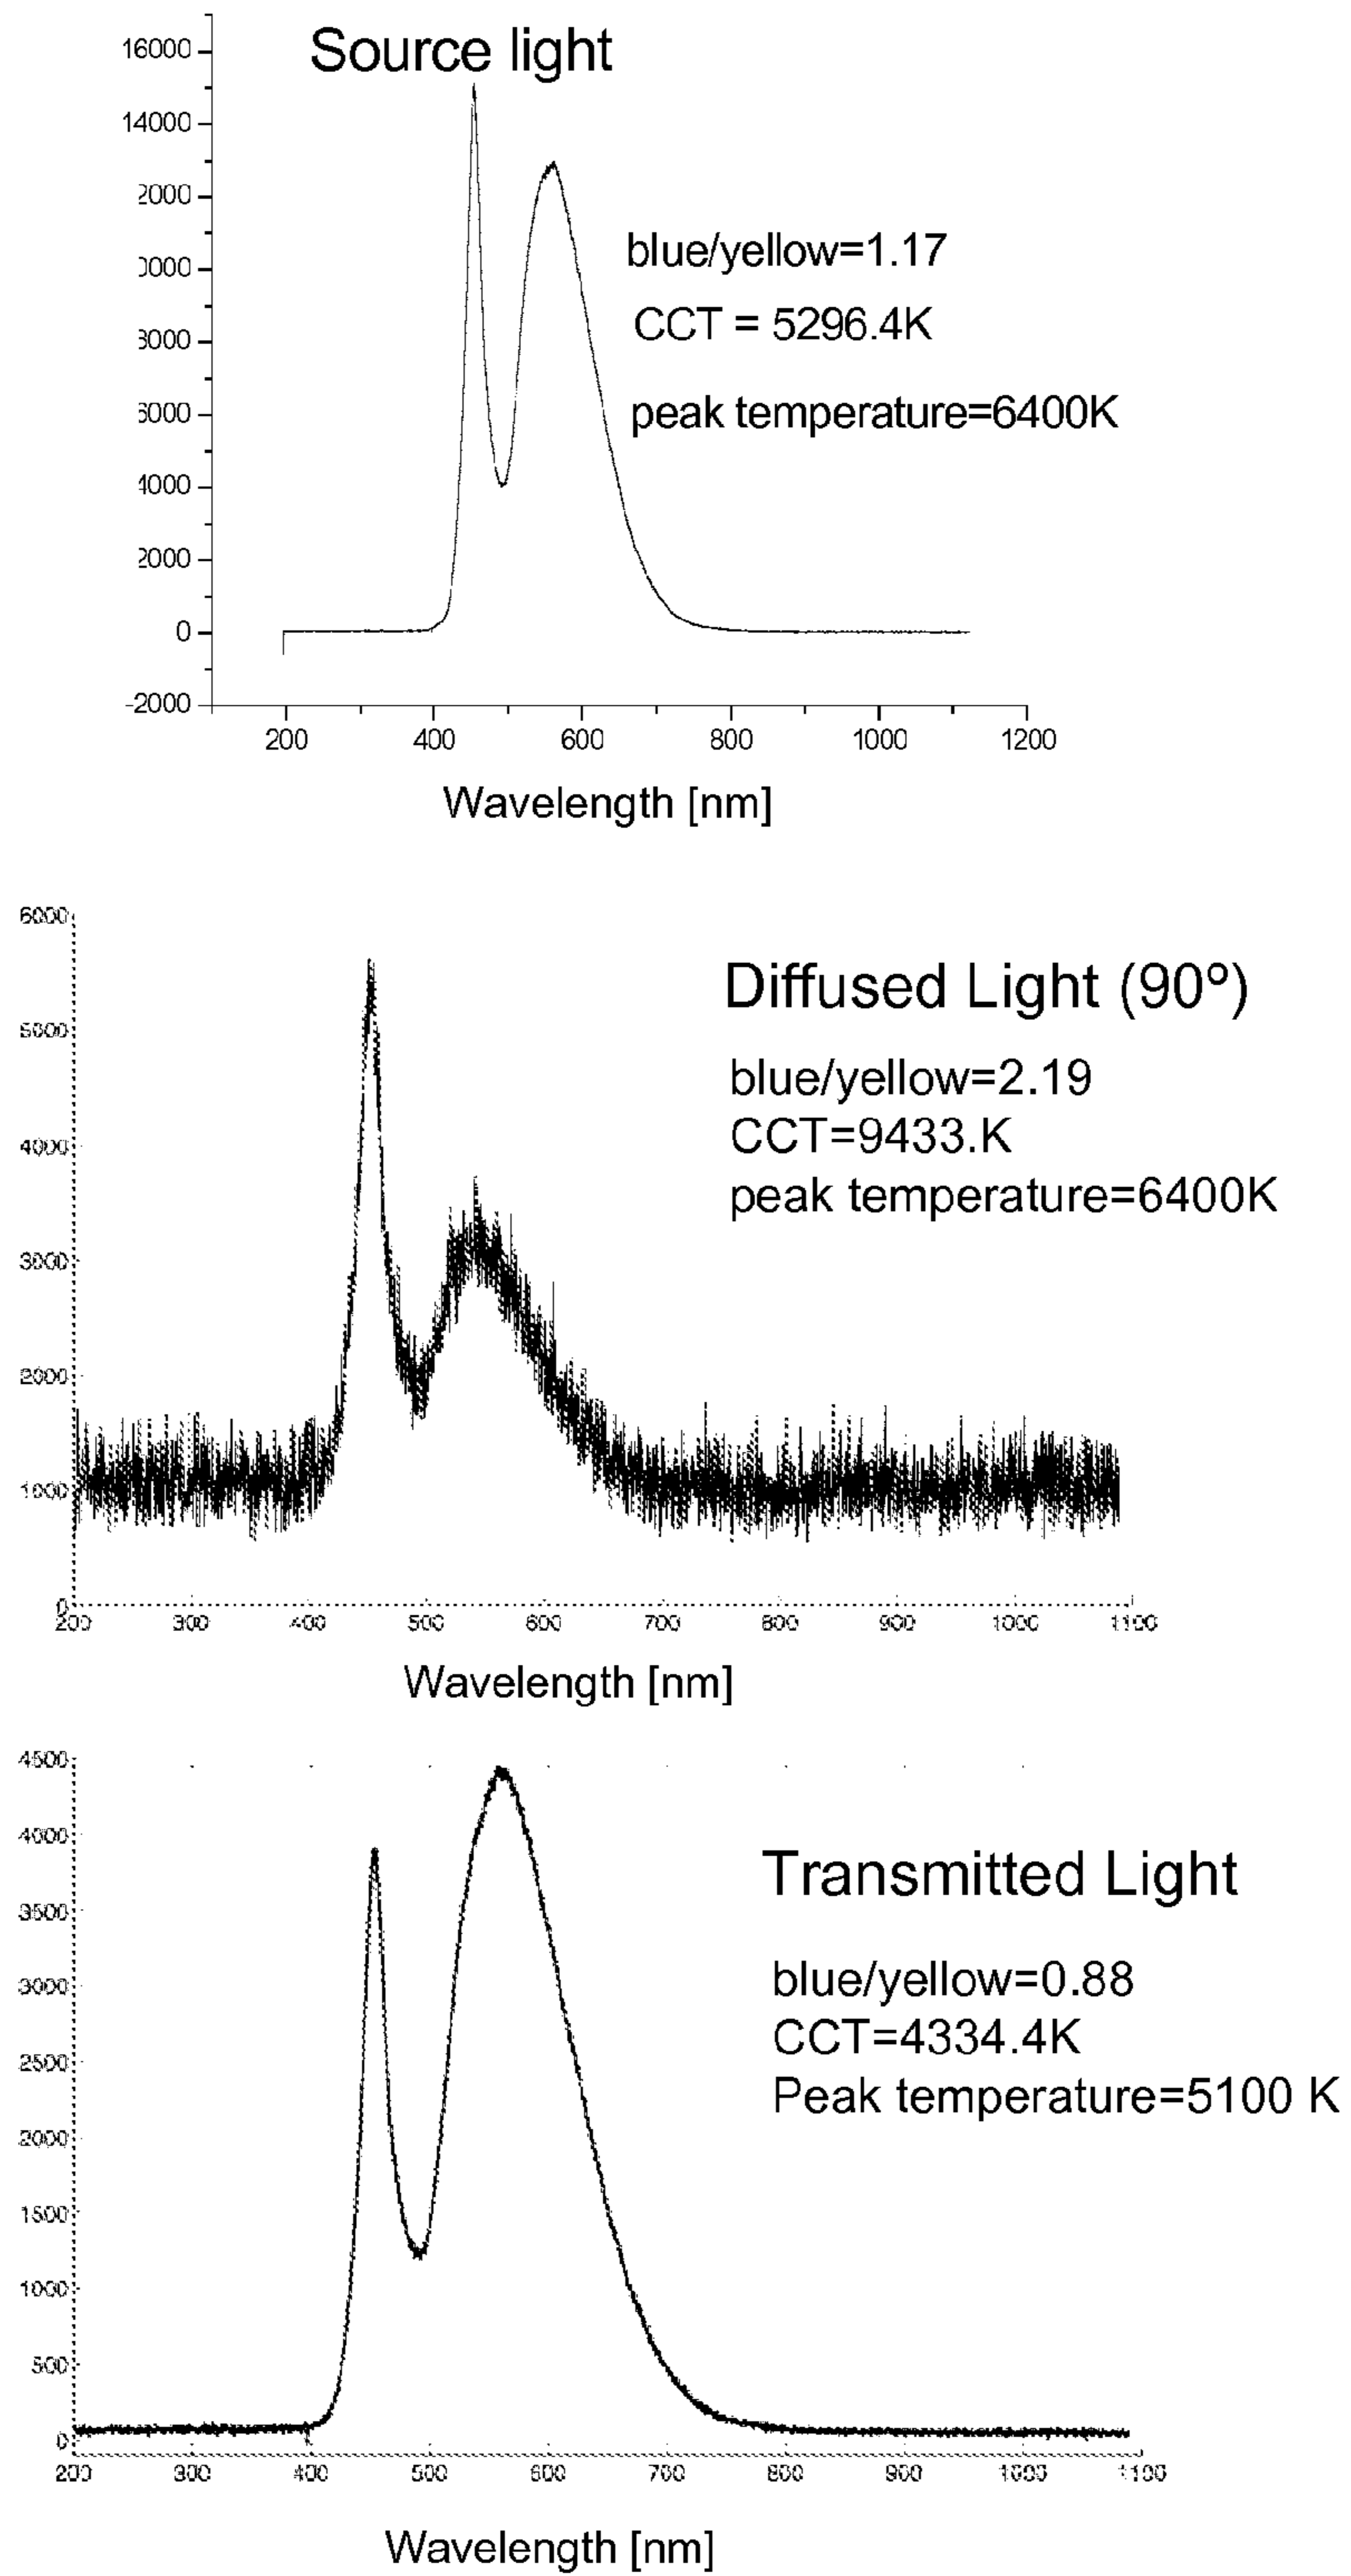 Source light
16000
14000
2000
0000
8000
6000
4000
2000
0
-2000
blue/yellow=1.17
CCT = 5296.4K
peak temperature=6400K
200 400 600 800 1000 1200
Wavelength [nm]
6000
5000
4000
3000
2000
1000
0
Diffused Light (90º)
blue/yellow=2.19
CCT=9433.K
peak temperature=6400K
200 300 400 500 600 700 800 900 1000 1100
Wavelength [nm]
4500
4000
3500
3000
2500
2000
1500
1000
500
0
Transmitted Light
blue/yellow=0.88
CCT=4334.4K
Peak temperature=5100 K
200 300 400 500 600 700 800 900 1000 1100
Wavelength [nm]